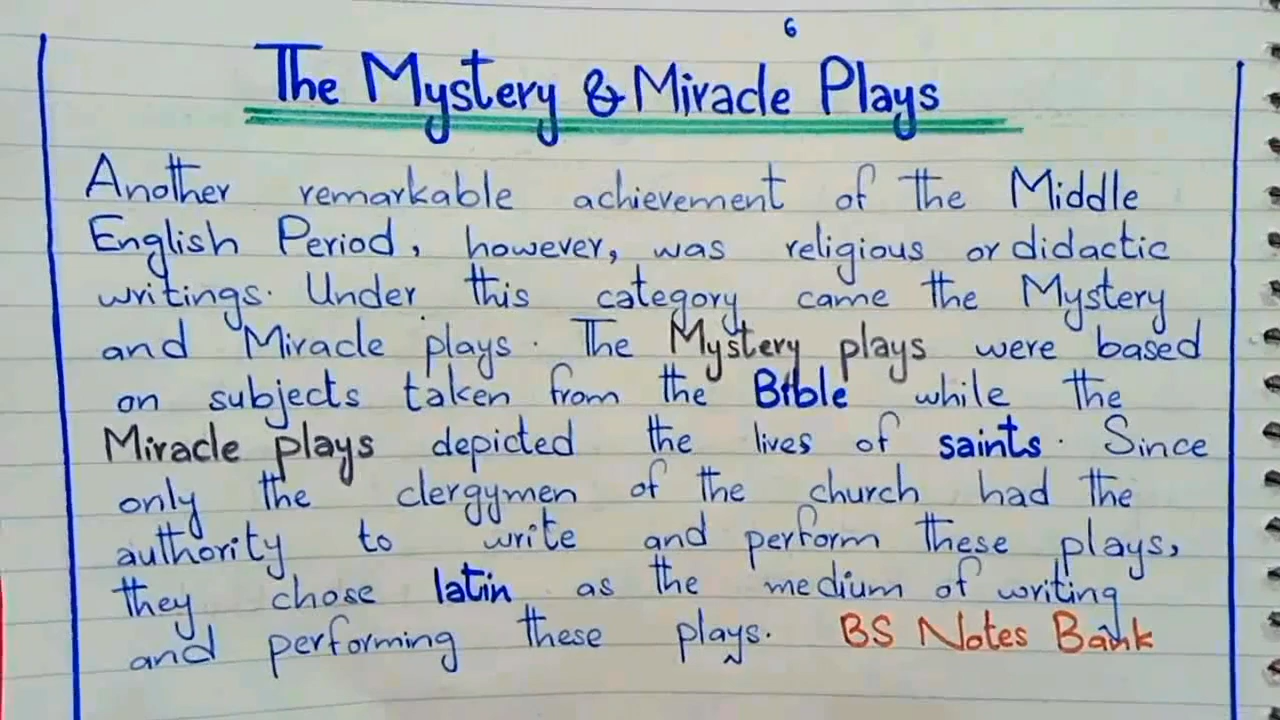 6
The Mystery & Miracle Plays
Another remarkable achievement of the Middle
English Period, however, was religious or didactic
writings. Under this category came the Mystery
and Miracle plays. The Mystery plays were based
on subjects taken from the Bible while the
Miracle plays depicted the lives of saints. Since
only the clergymen of the church had the
authority to write and perform these plays,
they chose latin as the medium of writing
and performing these plays. BS Notes Bank